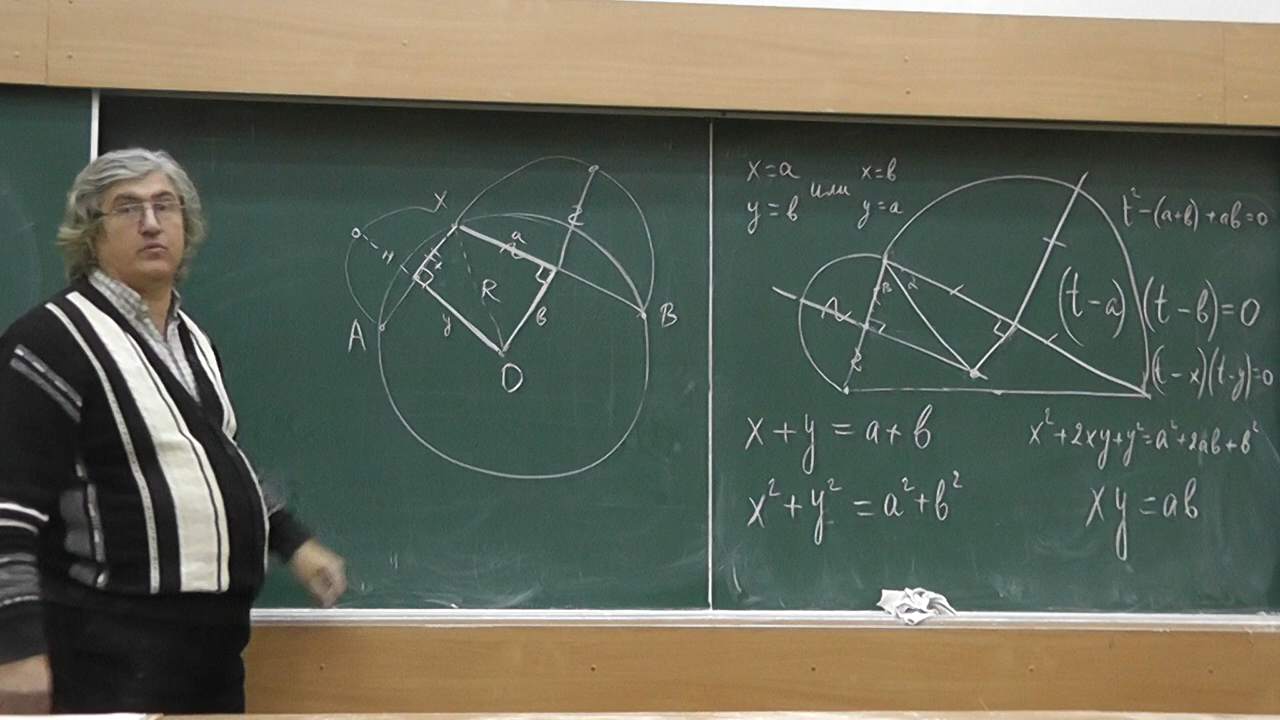 X
a
R
y
в
A
B
O
x = a
y = в
или
x = в
y = a
t² - (a+в) + aв = 0
(t - a)(t - в) = 0
(t - x)(t - y) = 0
x + y = a + в
x² + 2xy + y² = a² + 2aв + в²
x² + y² = a² + в²
xy = aв